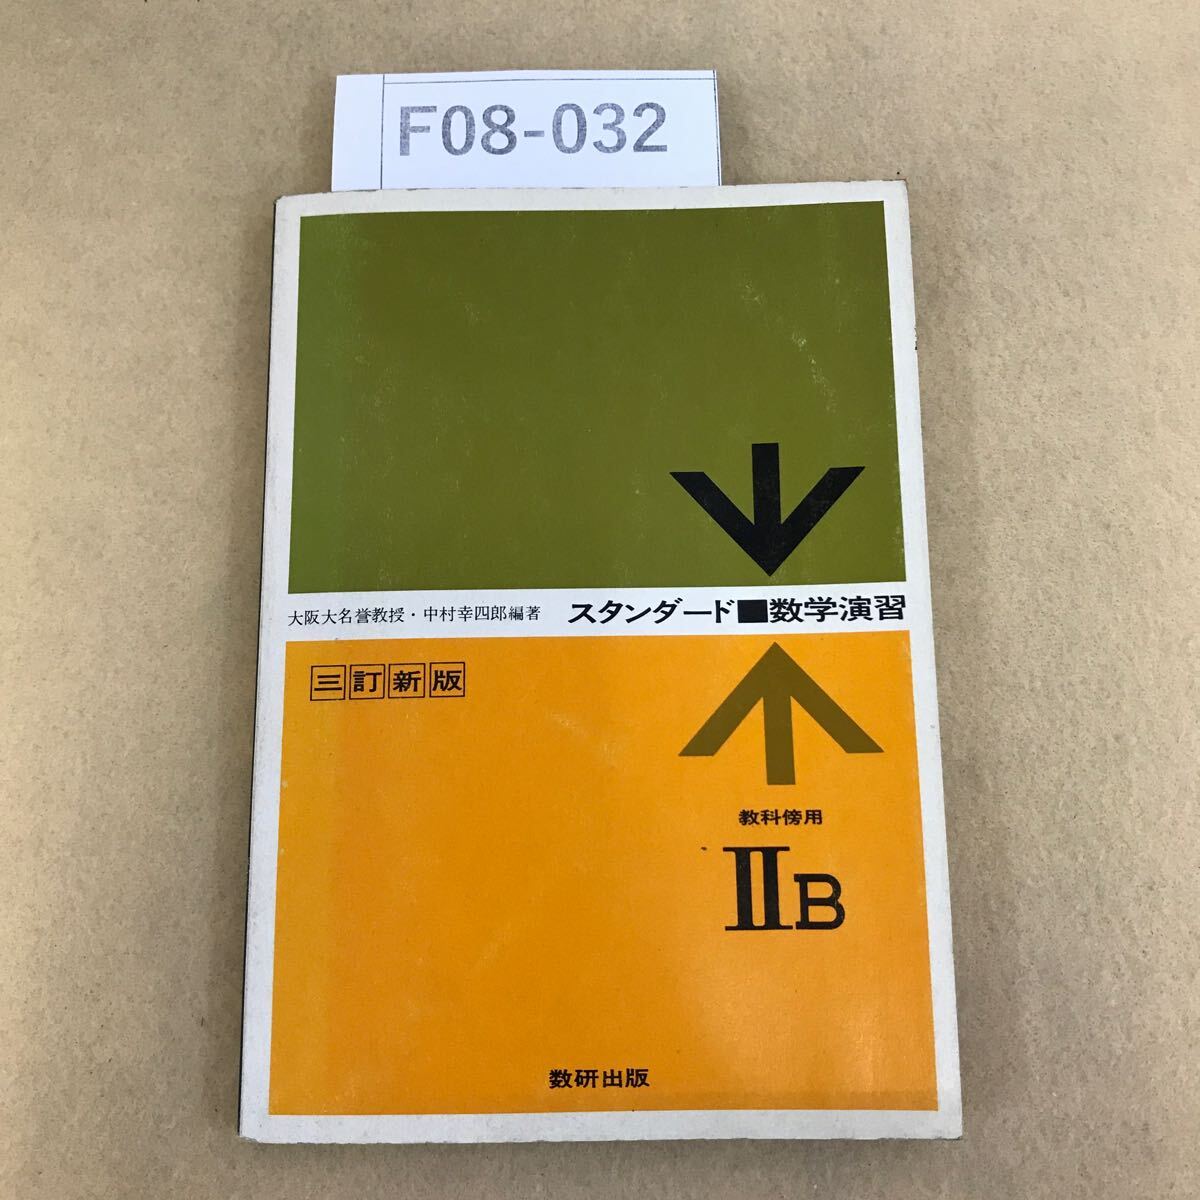 F08-032
大阪大名誉教授・中村幸四郎編著 スタンダード■数学演習
三訂新版
教科傍用
ⅡB
数研出版